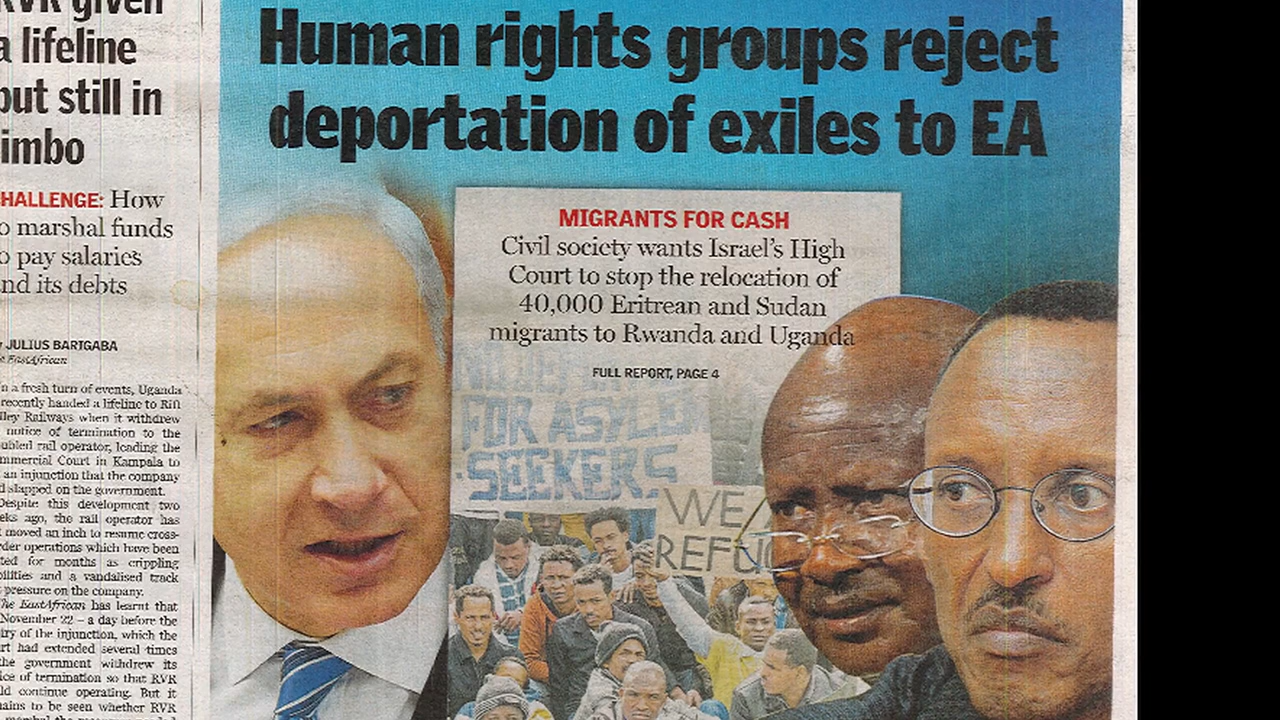 RVR given
a lifeline
but still in
limbo
CHALLENGE: How
to marshal funds
to pay salaries
and its debts
JULIUS BARIGABA
The EastAfrican
In a fresh turn of events, Uganda
recently handed a lifeline to Rift
Valley Railways when it withdrew
notice of termination to the
troubled rail operator, leading the
Commercial Court in Kampala to
an injunction that the company
had slapped on the government.
Despite this development two
weeks ago, the rail operator has
moved an inch to resume cross-
border operations which have been
for months as crippling
and a vandalised track
pressure on the company.
The EastAfrican has learnt that
November 22 – a day before the
expiry of the injunction, which the
court had extended several times
the government withdrew its
notice of termination so that RVR
could continue operating. But it
remains to be seen whether RVR
marshal the
Human rights groups reject
deportation of exiles to EA
MIGRANTS FOR CASH
Civil society wants Israel's High
Court to stop the relocation of
40,000 Eritrean and Sudan
migrants to Rwanda and Uganda
FULL REPORT, PAGE 4
FOR ASYLEM
SEEKERS
WE A
REFUG